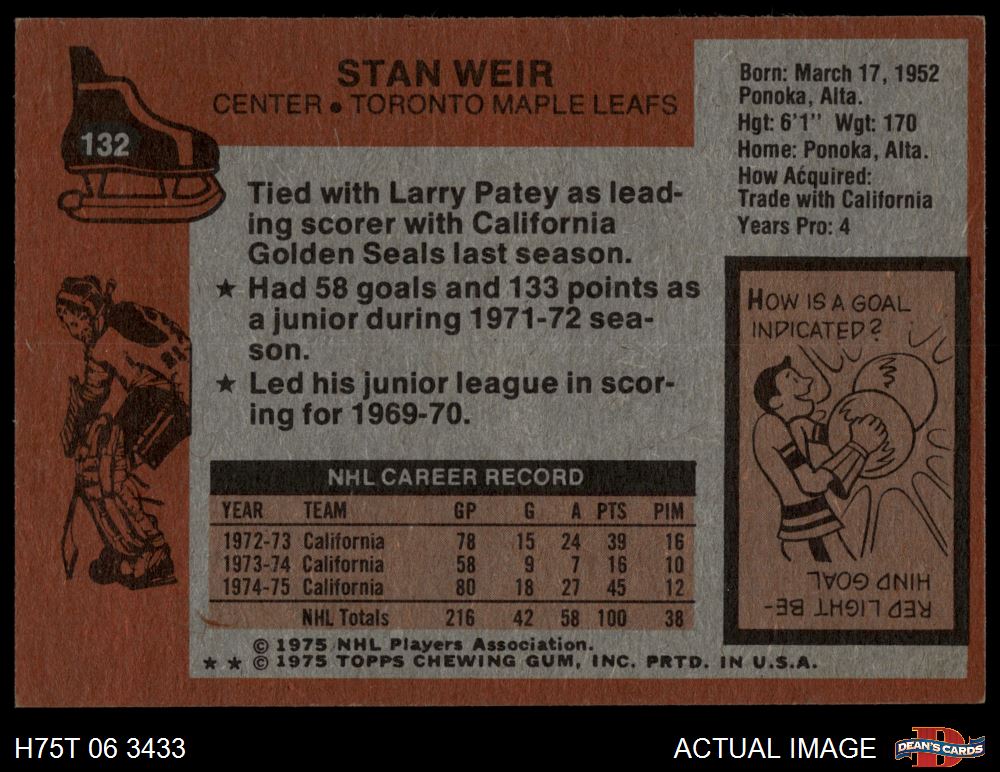 132
STAN WEIR
CENTER • TORONTO MAPLE LEAFS
Born: March 17, 1952
Ponoka, Alta.
Hgt: 6'1" Wgt: 170
Home: Ponoka, Alta.
How Acquired:
Trade with California
Years Pro: 4
Tied with Larry Patey as lead-
ing scorer with California
Golden Seals last season.
★ Had 58 goals and 133 points as
a junior during 1971-72 sea-
son.
★ Led his junior league in scor-
ing for 1969-70.
HOW IS A GOAL
INDICATED?
RED LIGHT BE-
HIND GOAL
NHL CAREER RECORD
YEAR TEAM GP G A PTS PIM
1972-73 California 78 15 24 39 16
1973-74 California 58 9 7 16 10
1974-75 California 80 18 27 45 12
NHL Totals 216 42 58 100 38
© 1975 NHL Players Association.
★ ★ © 1975 TOPPS CHEWING GUM, INC. PRTD. IN U.S.A.
H75T 06 3433
ACTUAL IMAGE
DEAN'S CARDS